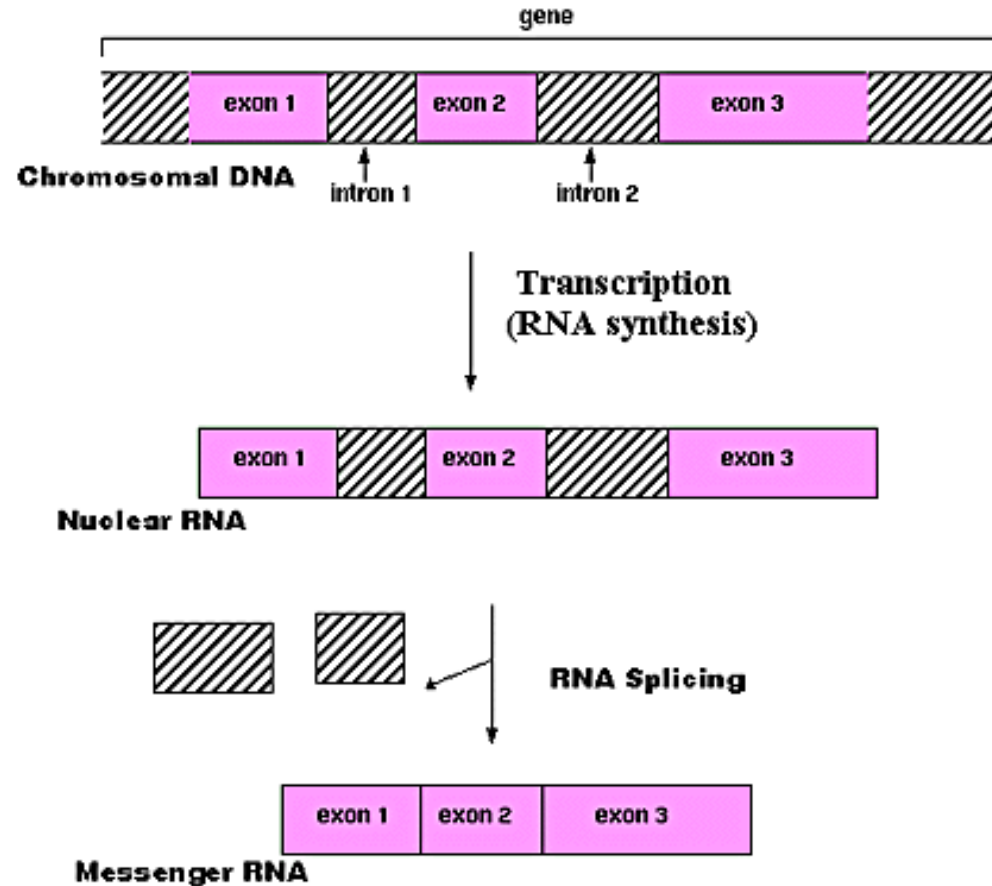 gene
exon 1
exon 2
exon 3
Chromosomal DNA
intron 1
intron 2
Transcription
(RNA synthesis)
exon 1
exon 2
exon 3
Nuclear RNA
RNA Splicing
exon 1
exon 2
exon 3
Messenger RNA